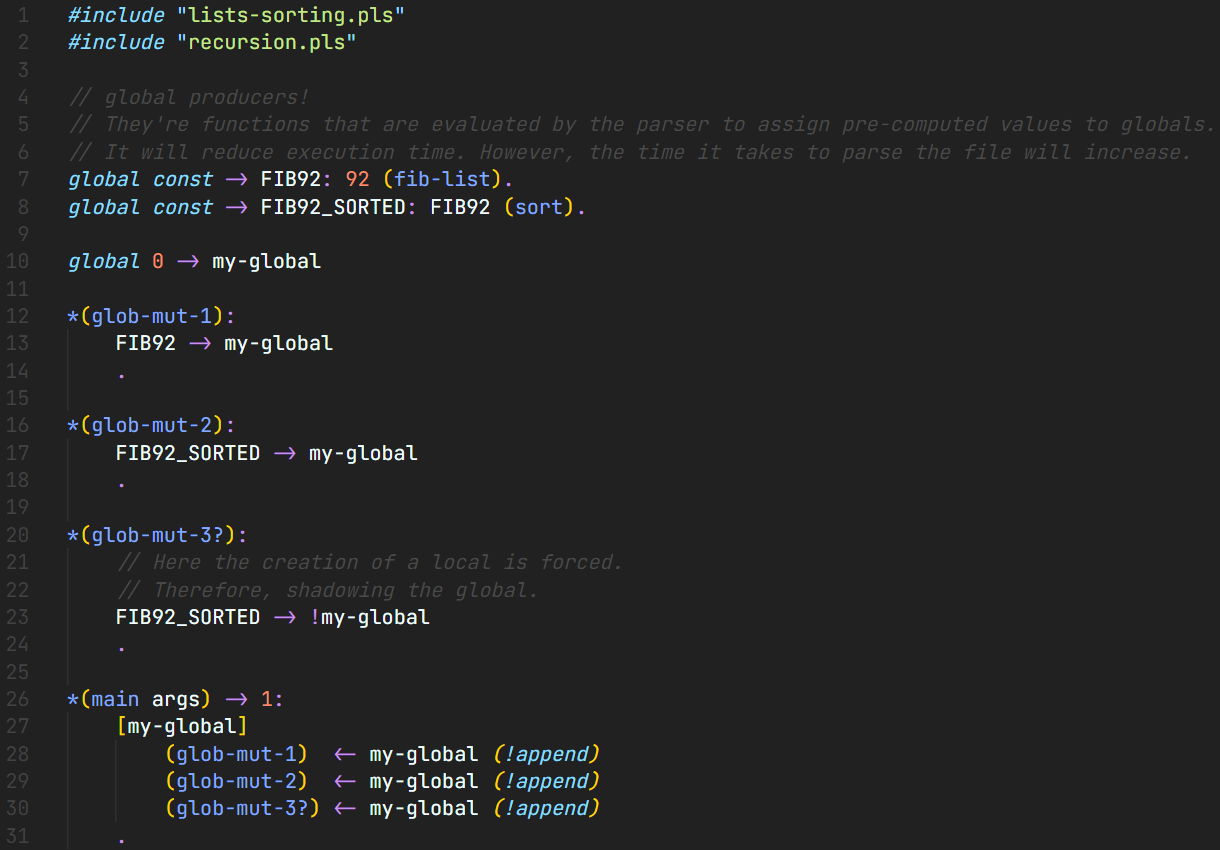 1 #include "lists-sorting.pls"
2 #include "recursion.pls"
3
4 // global producers!
5 // They're functions that are evaluated by the parser to assign pre-computed values to globals.
6 // It will reduce execution time. However, the time it takes to parse the file will increase.
7 global const -> FIB92: 92 (fib-list).
8 global const -> FIB92_SORTED: FIB92 (sort).
9
10 global 0 -> my-global
11
12 *(glob-mut-1):
13     FIB92 -> my-global
14     .
15
16 *(glob-mut-2):
17     FIB92_SORTED -> my-global
18     .
19
20 *(glob-mut-3?):
21     // Here the creation of a local is forced.
22     // Therefore, shadowing the global.
23     FIB92_SORTED -> !my-global
24     .
25
26 *(main args) -> 1:
27     [my-global]
28         (glob-mut-1)  <- my-global (!append)
29         (glob-mut-2)  <- my-global (!append)
30         (glob-mut-3?) <- my-global (!append)
31     .